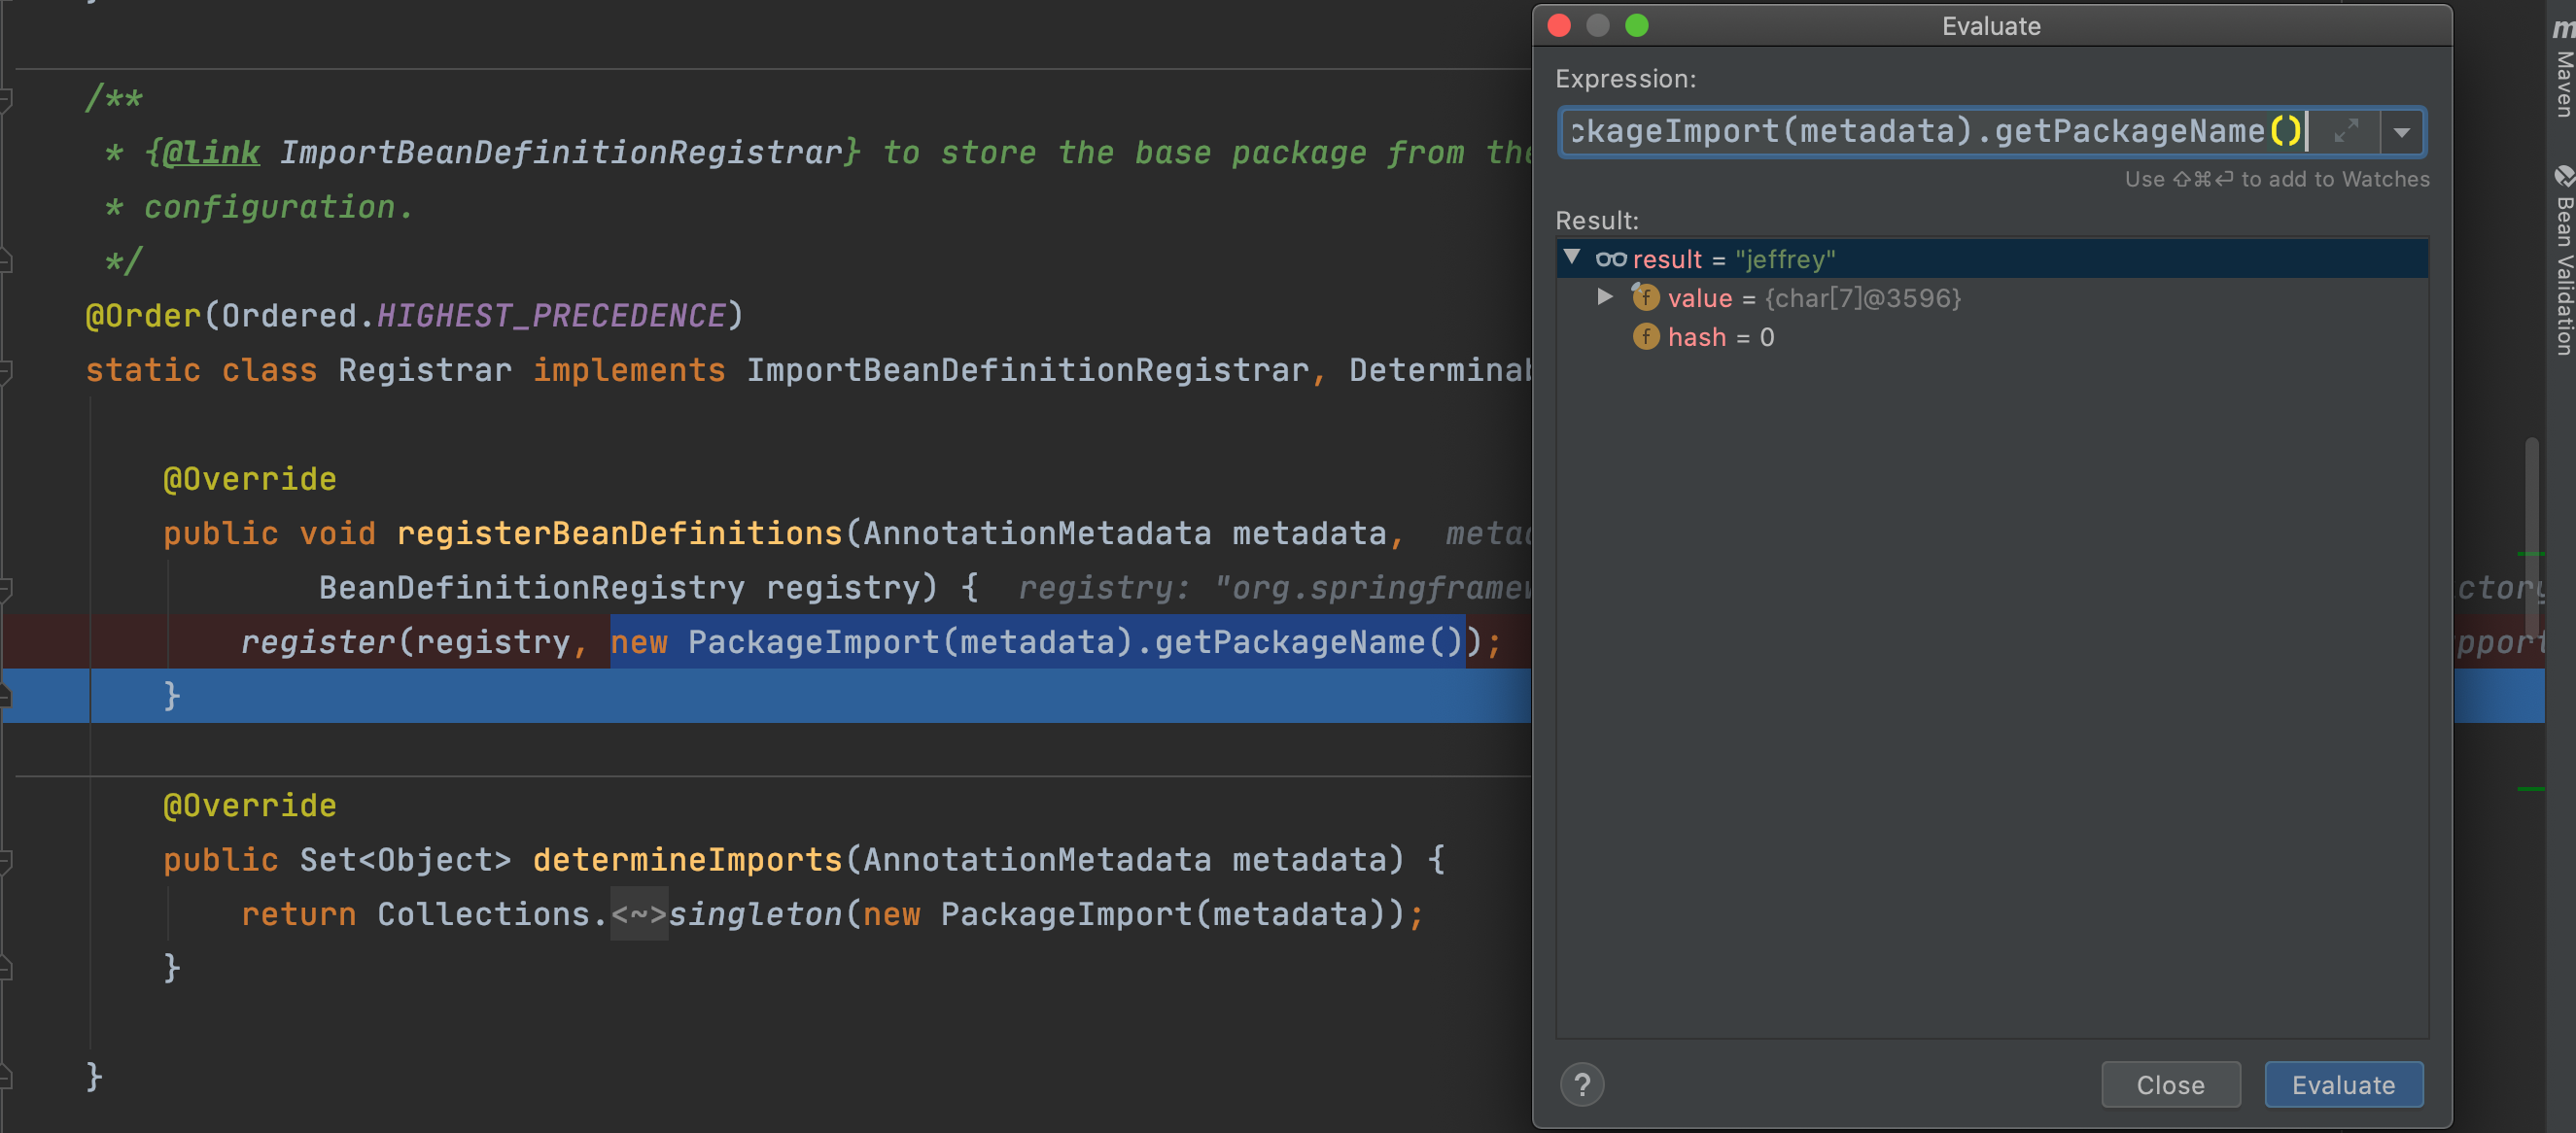 }
/**
* {@link ImportBeanDefinitionRegistrar} to store the base package from the
* configuration.
*/
@Order(Ordered.HIGHEST_PRECEDENCE)
static class Registrar implements ImportBeanDefinitionRegistrar, Determinab
@Override
public void registerBeanDefinitions(AnnotationMetadata metadata, metad
BeanDefinitionRegistry registry) { registry: "org.springframew
ctory
register(registry, new PackageImport(metadata).getPackageName());
pport
}
@Override
public Set<Object> determineImports(AnnotationMetadata metadata) {
return Collections.<~>singleton(new PackageImport(metadata));
}
}
Evaluate
Expression:
ckageImport(metadata).getPackageName()
Use ⇧⌘⏎ to add to Watches
Result:
result = "jeffrey"
f value = {char[7]@3596}
f hash = 0
? Close Evaluate
m Maven
Bean Validation